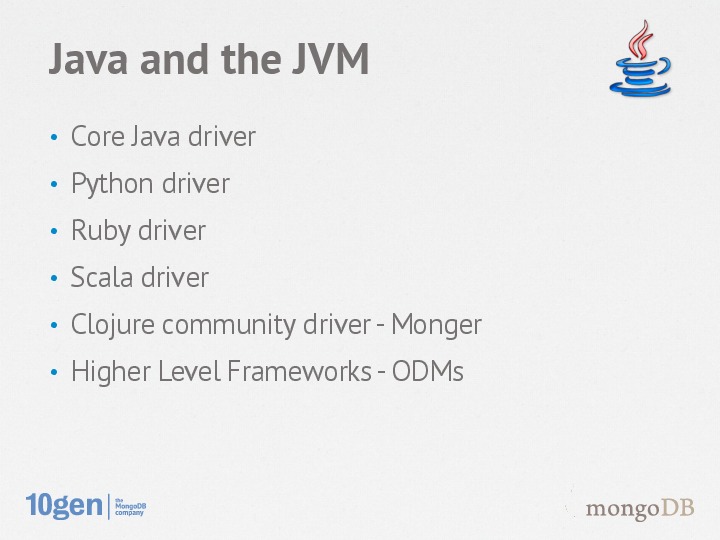 Java and the JVM
• Core Java driver
• Python driver
• Ruby driver
• Scala driver
• Clojure community driver - Monger
• Higher Level Frameworks - ODMs
10gen
the
MongoDB
company
mongoDB